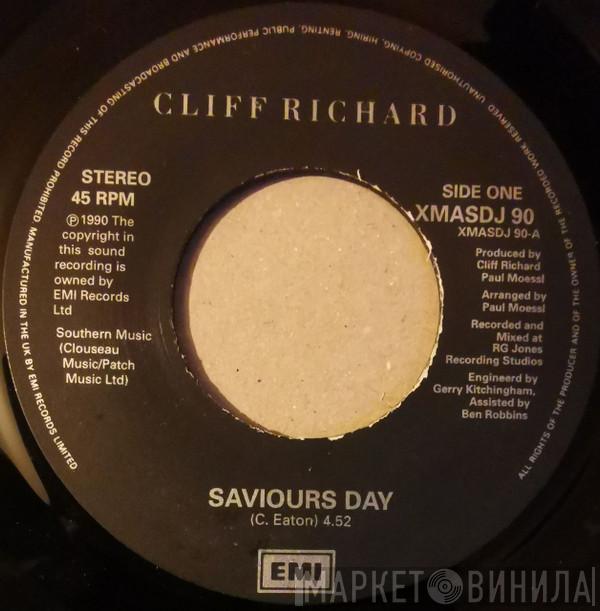 MANUFACTURED IN THE UK BY EMI RECORDS LIMITED
UNAUTHORISED COPYING, HIRING, RENTING, PUBLIC PERFORMANCE AND BROADCASTING OF THIS RECORD PROHIBITED
ALL RIGHTS OF THE PRODUCER AND OF THE OWNER OF THE RECORDED WORK RESERVED
CLIFF RICHARD
STEREO
45 RPM
Ⓟ1990 The
copyright in
this sound
recording is
owned by
EMI Records
Ltd
Southern Music
(Clouseau
Music/Patch
Music Ltd)
SIDE ONE
XMASDJ 90
XMASDJ 90-A
Produced by
Cliff Richard
Paul Moessl
Arranged by
Paul Moessl
Recorded and
Mixed at
RG Jones
Recording Studios
Engineerd by
Gerry Kitchingham,
Assisted by
Ben Robbins
SAVIOURS DAY
(C. Eaton) 4.52
EMI
МАРКЕТ ВИНИЛА